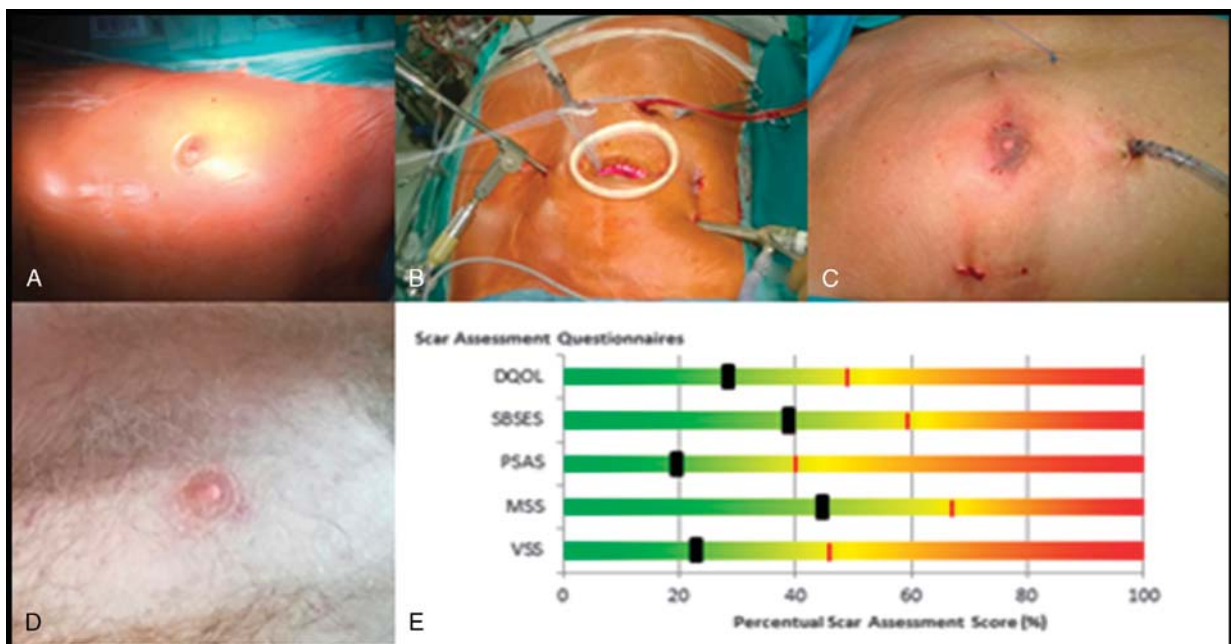 A
B
C
D
E
Scar Assessment Questionnaires
DQOL
SBSES
PSAS
MSS
VSS
0 20 40 60 80 100
Percentual Scar Assessment Score (%)